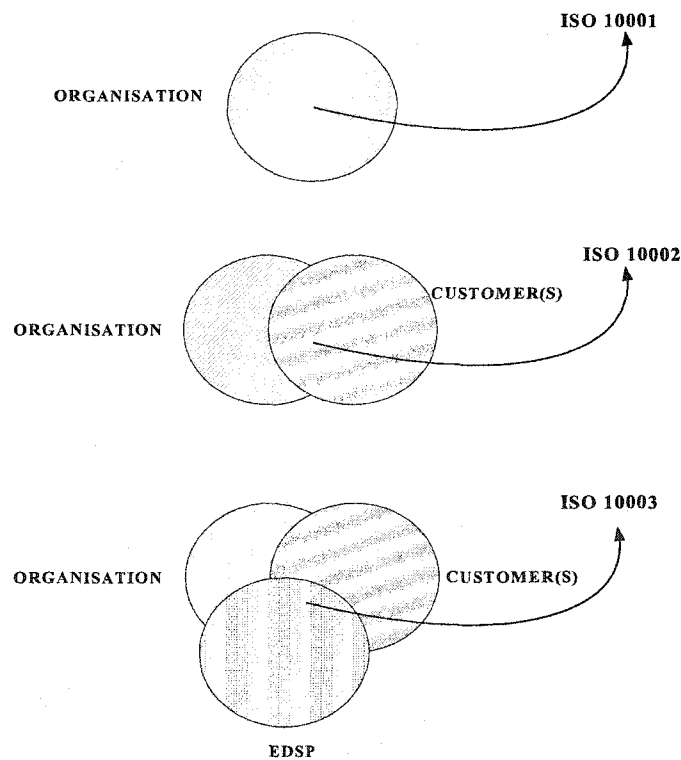 ISO 10001
ORGANISATION
ISO 10002
CUSTOMER(S)
ORGANISATION
ISO 10003
ORGANISATION
CUSTOMER(S)
EDSP